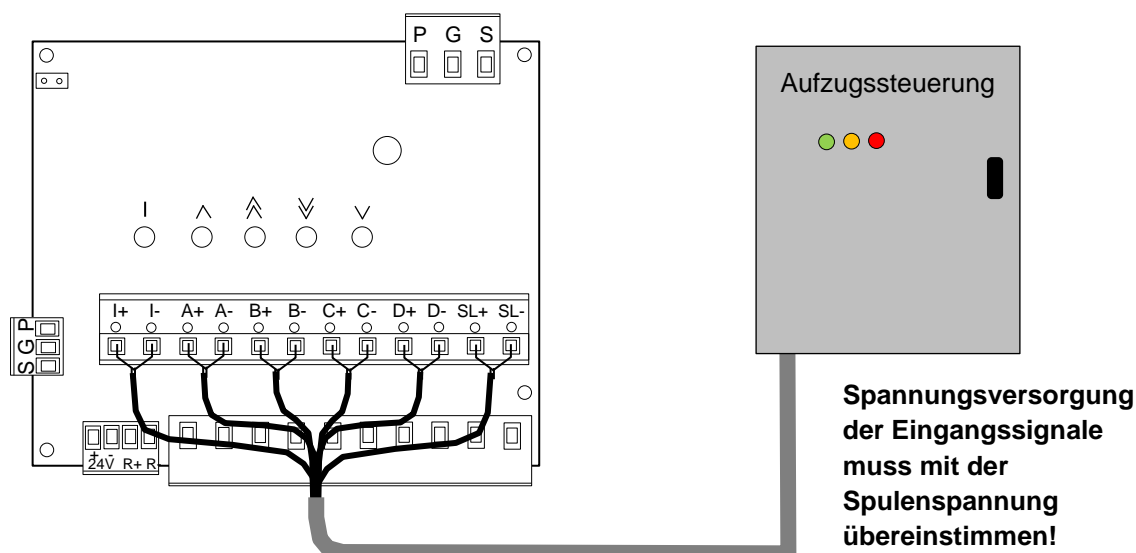 P G S
Aufzugssteuerung
I
I+ I- A+ A- B+ B- C+ C- D+ D- SL+ SL-
P
G
S
+ -
24V R+ R-
Spannungsversorgung
der Eingangssignale
muss mit der
Spulenspannung
übereinstimmen!